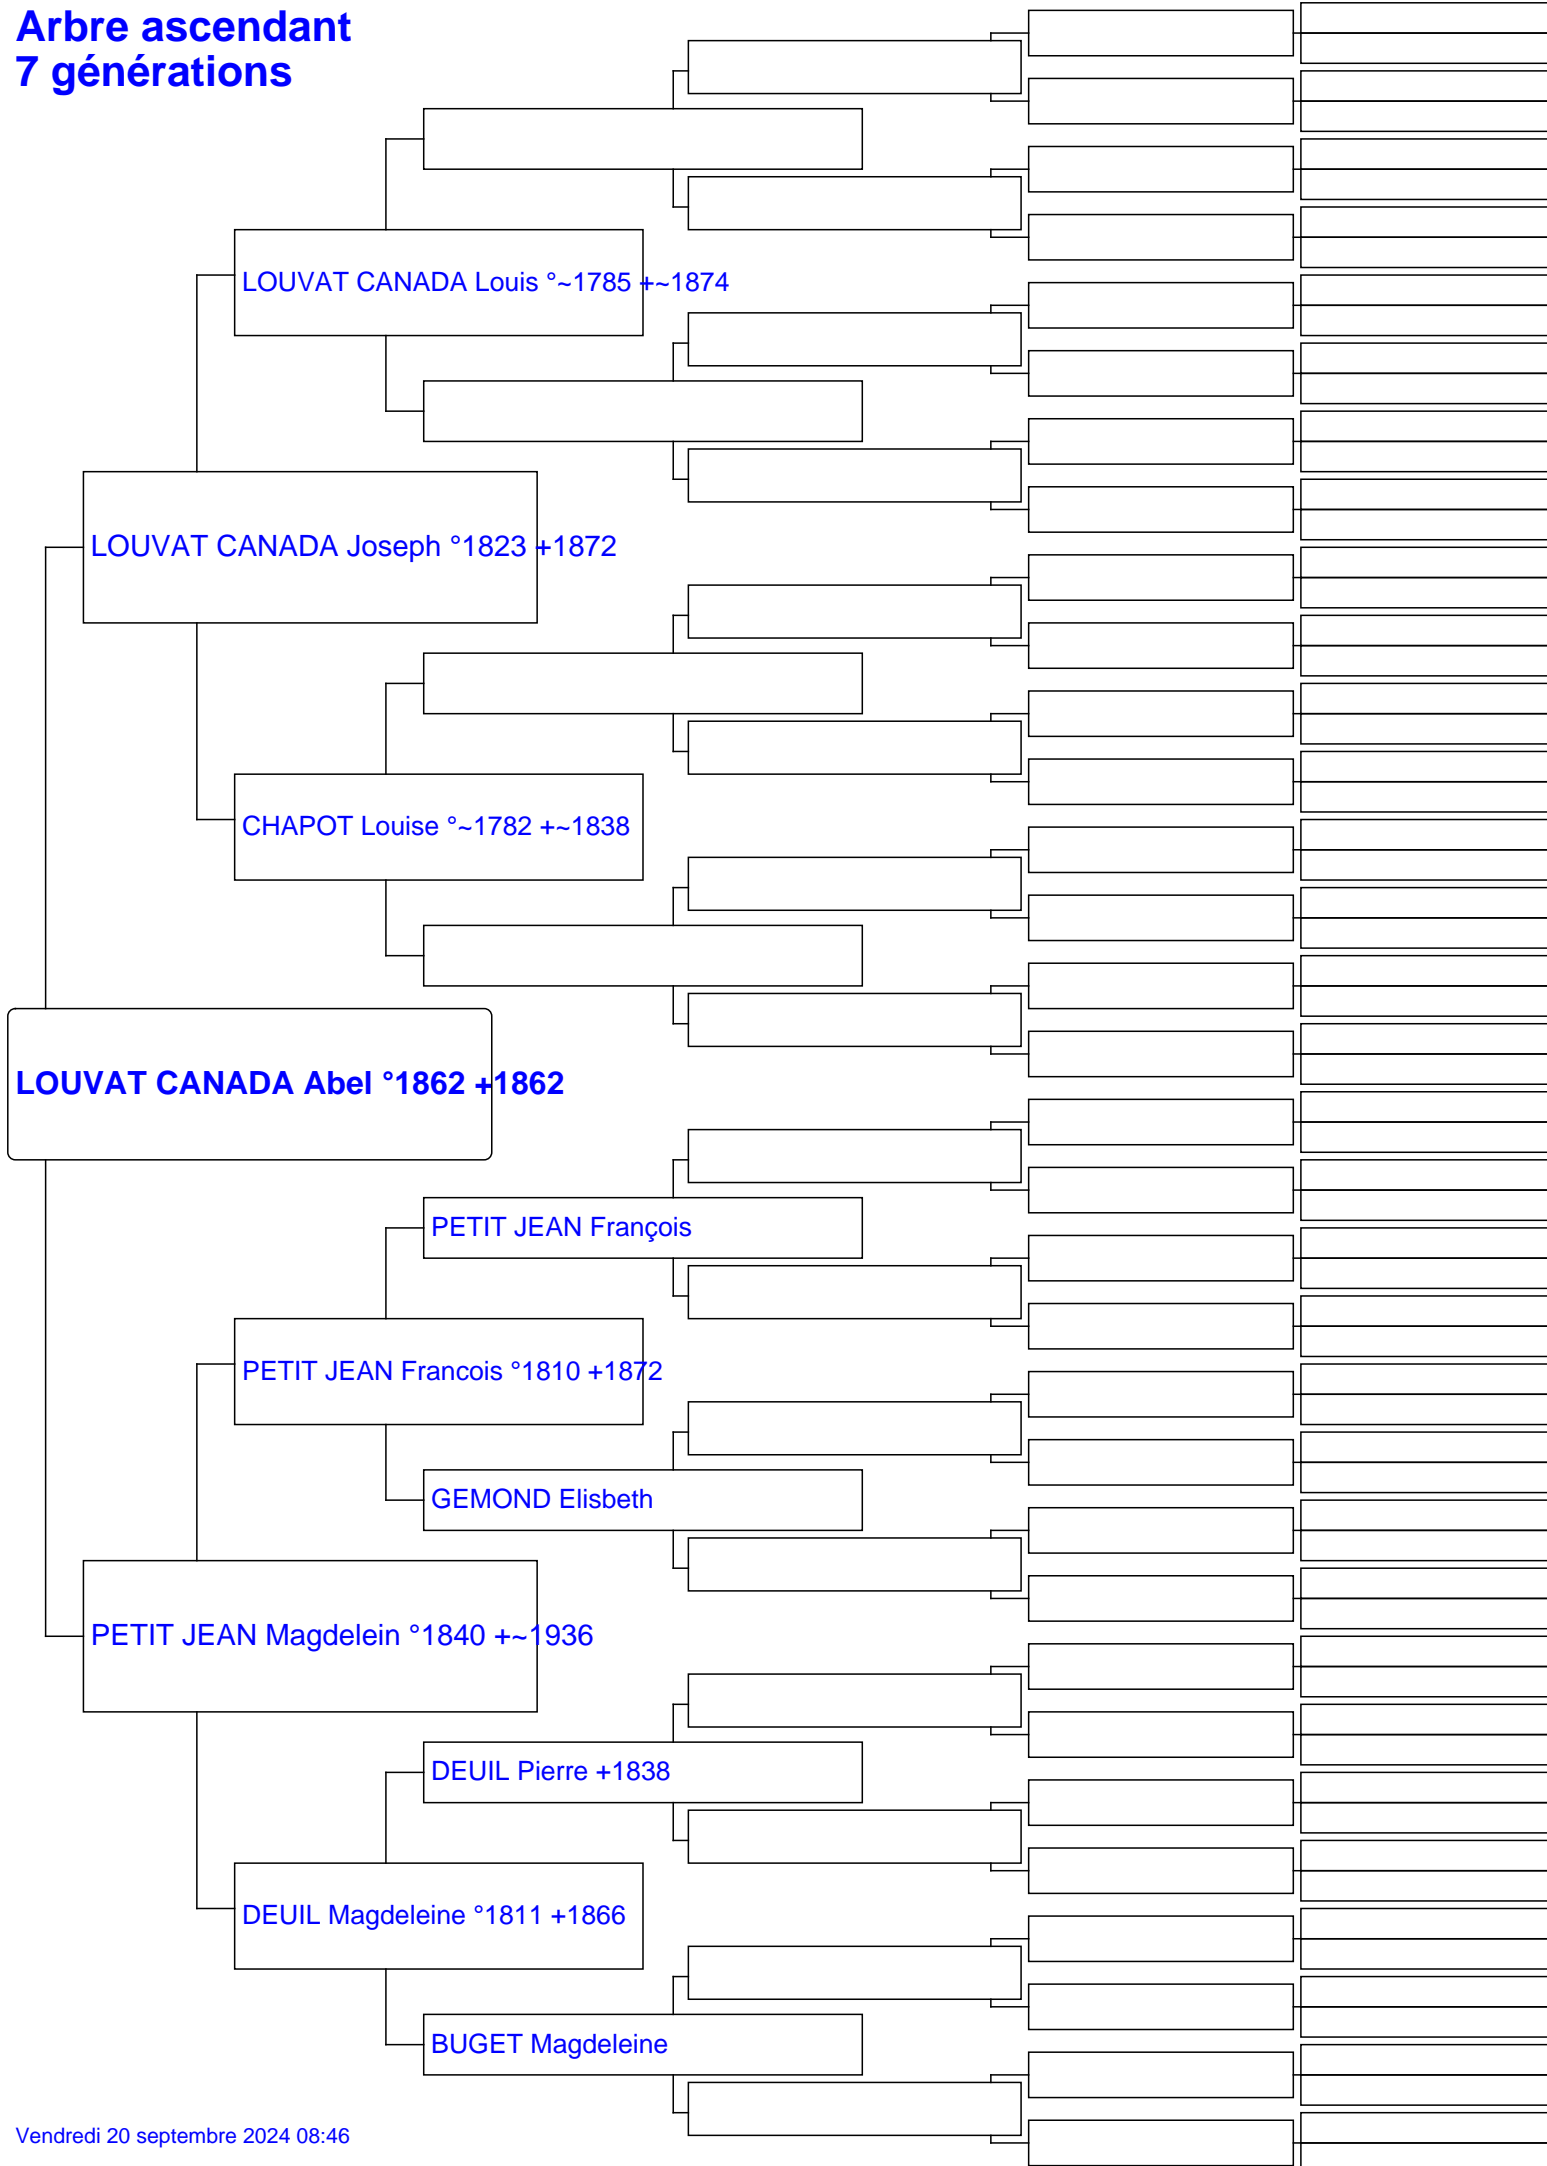 Arbre ascendant
7 générations
LOUVAT CANADA Louis °~1785 +~1874
LOUVAT CANADA Joseph °1823 +1872
CHAPOT Louise °~1782 +~1838
LOUVAT CANADA Abel °1862 +1862
PETIT JEAN François
PETIT JEAN Francois °1810 +1872
GEMOND Elisbeth
PETIT JEAN Magdelein °1840 +~1936
DEUIL Pierre +1838
DEUIL Magdeleine °1811 +1866
BUGET Magdeleine
Vendredi 20 septembre 2024 08:46